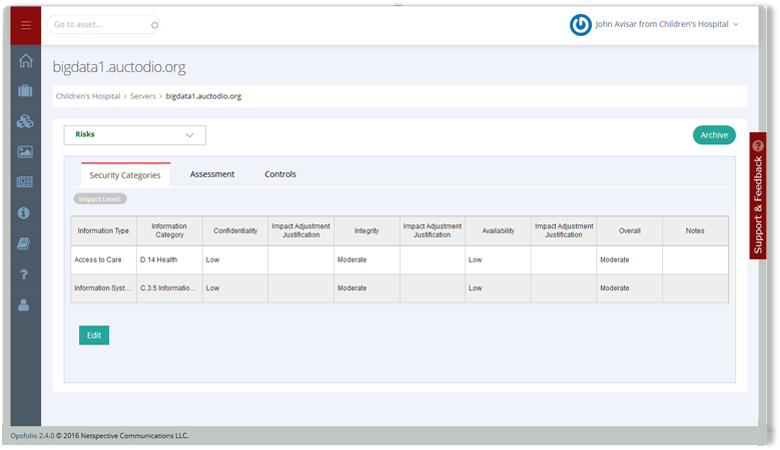 Go to asset...
John Avisar from Children's Hospital
bigdata1.auctodio.org
Children's Hospital > Servers > bigdata1.auctodio.org
Risks
Archive
Support & Feedback ?
Security Categories Assessment Controls
Impact Level:
Information Type Information Category Confidentiality Impact Adjustment Justification Integrity Impact Adjustment Justification Availability Impact Adjustment Justification Overall Notes
Access to Care D.14 Health Low Moderate Low Moderate
Information Syst... C.3.5 Informatio... Low Moderate Low Moderate
Edit
Opsfolio 2.4.0 © 2016 Netspective Communications LLC.